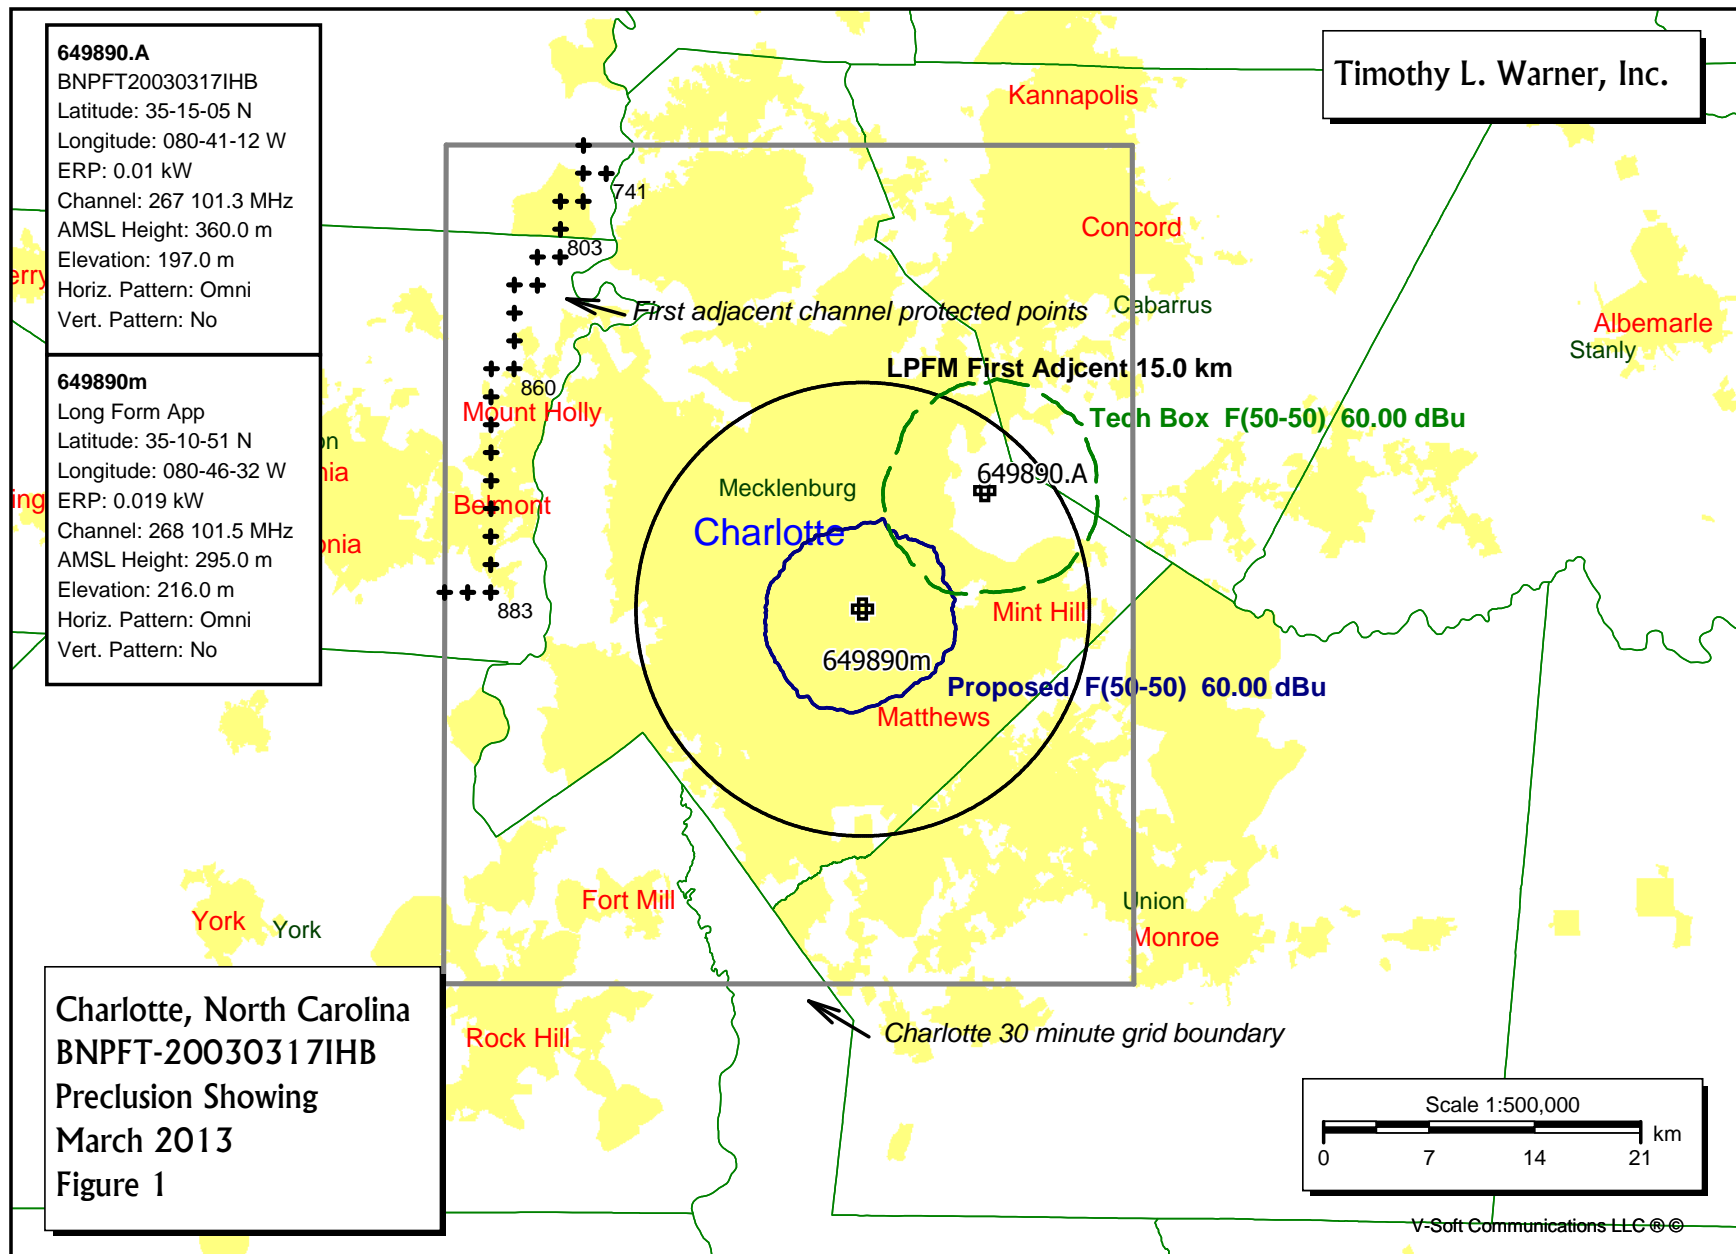 649890.A
BNPFT20030317IHB
Latitude: 35-15-05 N
Longitude: 080-41-12 W
ERP: 0.01 kW
Channel: 267 101.3 MHz
AMSL Height: 360.0 m
Elevation: 197.0 m
Horiz. Pattern: Omni
Vert. Pattern: No
649890m
Long Form App
Latitude: 35-10-51 N
Longitude: 080-46-32 W
ERP: 0.019 kW
Channel: 268 101.5 MHz
AMSL Height: 295.0 m
Elevation: 216.0 m
Horiz. Pattern: Omni
Vert. Pattern: No
Timothy L. Warner, Inc.
Kannapolis
741
Concord
803
erry
First adjacent channel protected points
Cabarrus
Albemarle
Stanly
LPFM First Adjcent 15.0 km
860
Mount Holly
Tech Box F(50-50) 60.00 dBu
on
nia
649890.A
Mecklenburg
ing
Belmont
Charlotte
onia
883
Mint Hill
649890m
Proposed F(50-50) 60.00 dBu
Matthews
Fort Mill
Union
York
York
Monroe
Rock Hill
Charlotte 30 minute grid boundary
Charlotte, North Carolina
BNPFT-20030317IHB
Preclusion Showing
March 2013
Figure 1
Scale 1:500,000
km
0 7 14 21
V-Soft Communications LLC ® ©